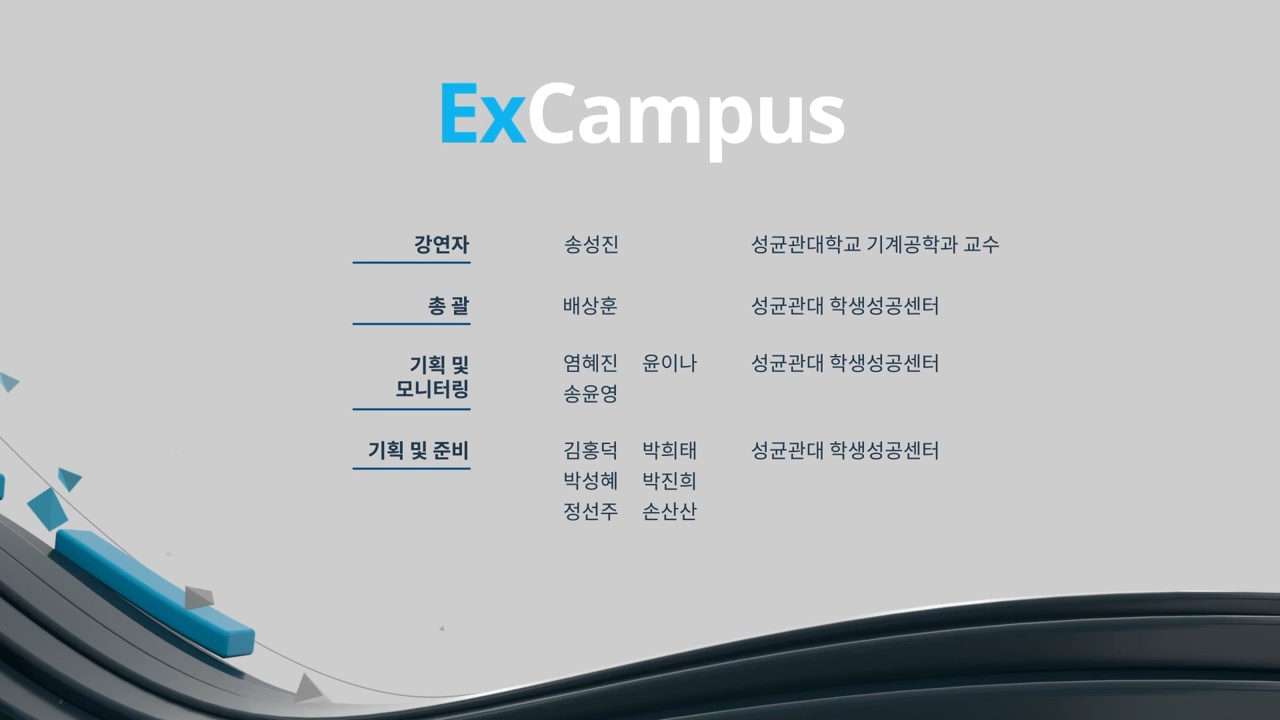 ExCampus
강연자 송성진 성균관대학교 기계공학과 교수
총 괄 배상훈 성균관대 학생성공센터
기획 및
모니터링
염혜진 윤이나 성균관대 학생성공센터
송윤영
기획 및 준비 김홍덕 박희태 성균관대 학생성공센터
박성혜 박진희
정선주 손산산